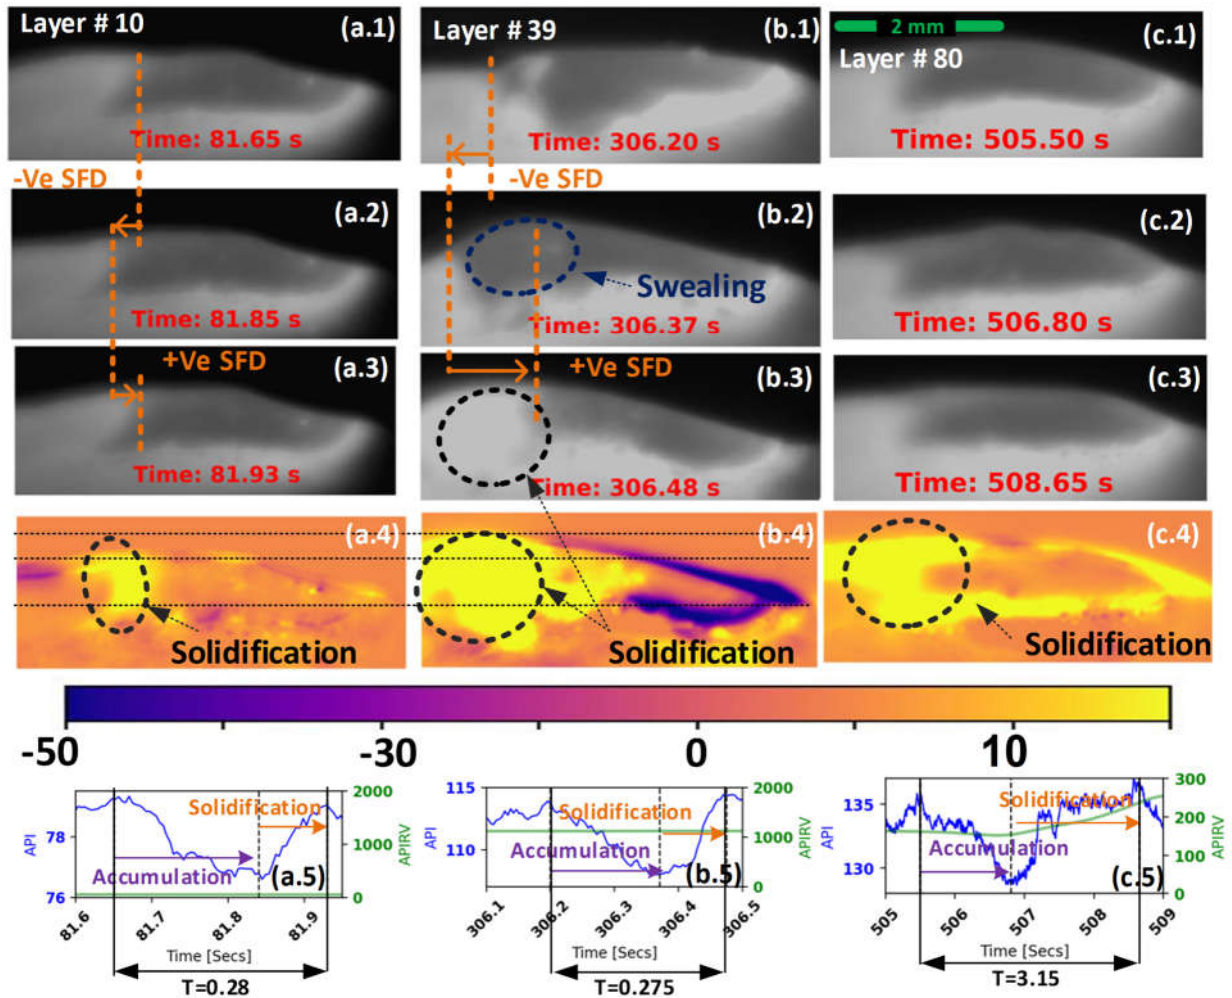 Layer # 10
(a.1)
Time: 81.65 s
Layer # 39
(b.1)
Time: 306.20 s
2 mm
(c.1)
Layer # 80
Time: 505.50 s
-Ve SFD
-Ve SFD
(a.2)
Time: 81.85 s
(b.2)
Swealing
Time: 306.37 s
(c.2)
Time: 506.80 s
+Ve SFD
(a.3)
Time: 81.93 s
+Ve SFD
(b.3)
Time: 306.48 s
(c.3)
Time: 508.65 s
(a.4)
Solidification
(b.4)
Solidification
(c.4)
Solidification
-50 -30 0 10
API
78
76
Solidification
Accumulation
(a.5)
2000
1000
0
APIRV
81.6 81.7 81.8 81.9
Time [Secs]
T=0.28
API
115
110
Solidification
Accumulation
(b.5)
2000
1000
0
APIRV
306.1 306.2 306.3 306.4 306.5
Time [Secs]
T=0.275
API
135
130
Solidification
Accumulation
(c.5)
300
200
100
0
APIRV
505 506 507 508 509
Time [Secs]
T=3.15